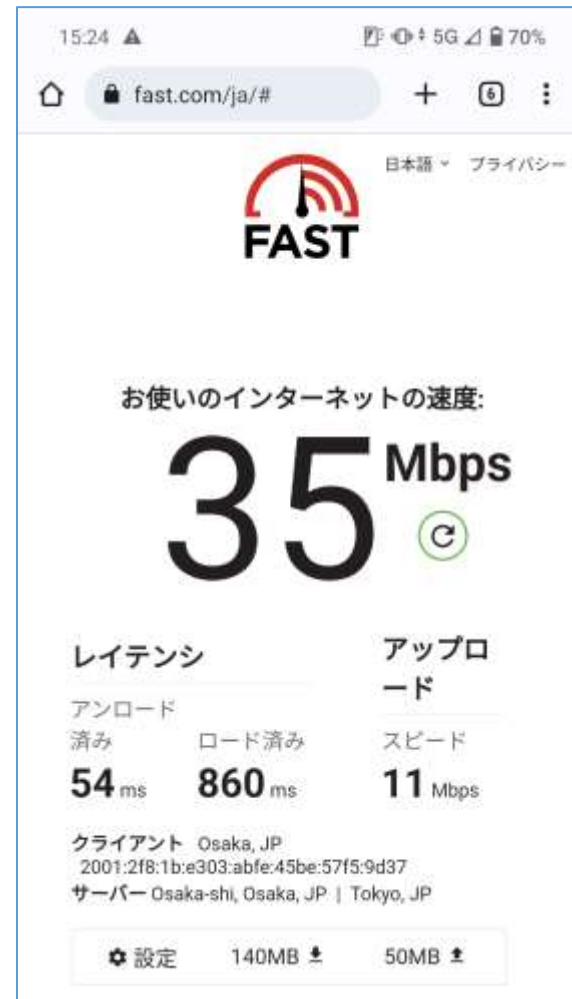 15:24
5G 70%
fast.com/ja/#
6
日本語 プライバシー
FAST
お使いのインターネットの速度:
35 Mbps
レイテンシ
アップロ
ード
アンロード
済み
ロード済み
スピード
54 ms
860 ms
11 Mbps
クライアント Osaka, JP
2001:2f8:1b:e303:abfe:45be:57f5:9d37
サーバー Osaka-shi, Osaka, JP | Tokyo, JP
設定 140MB 50MB